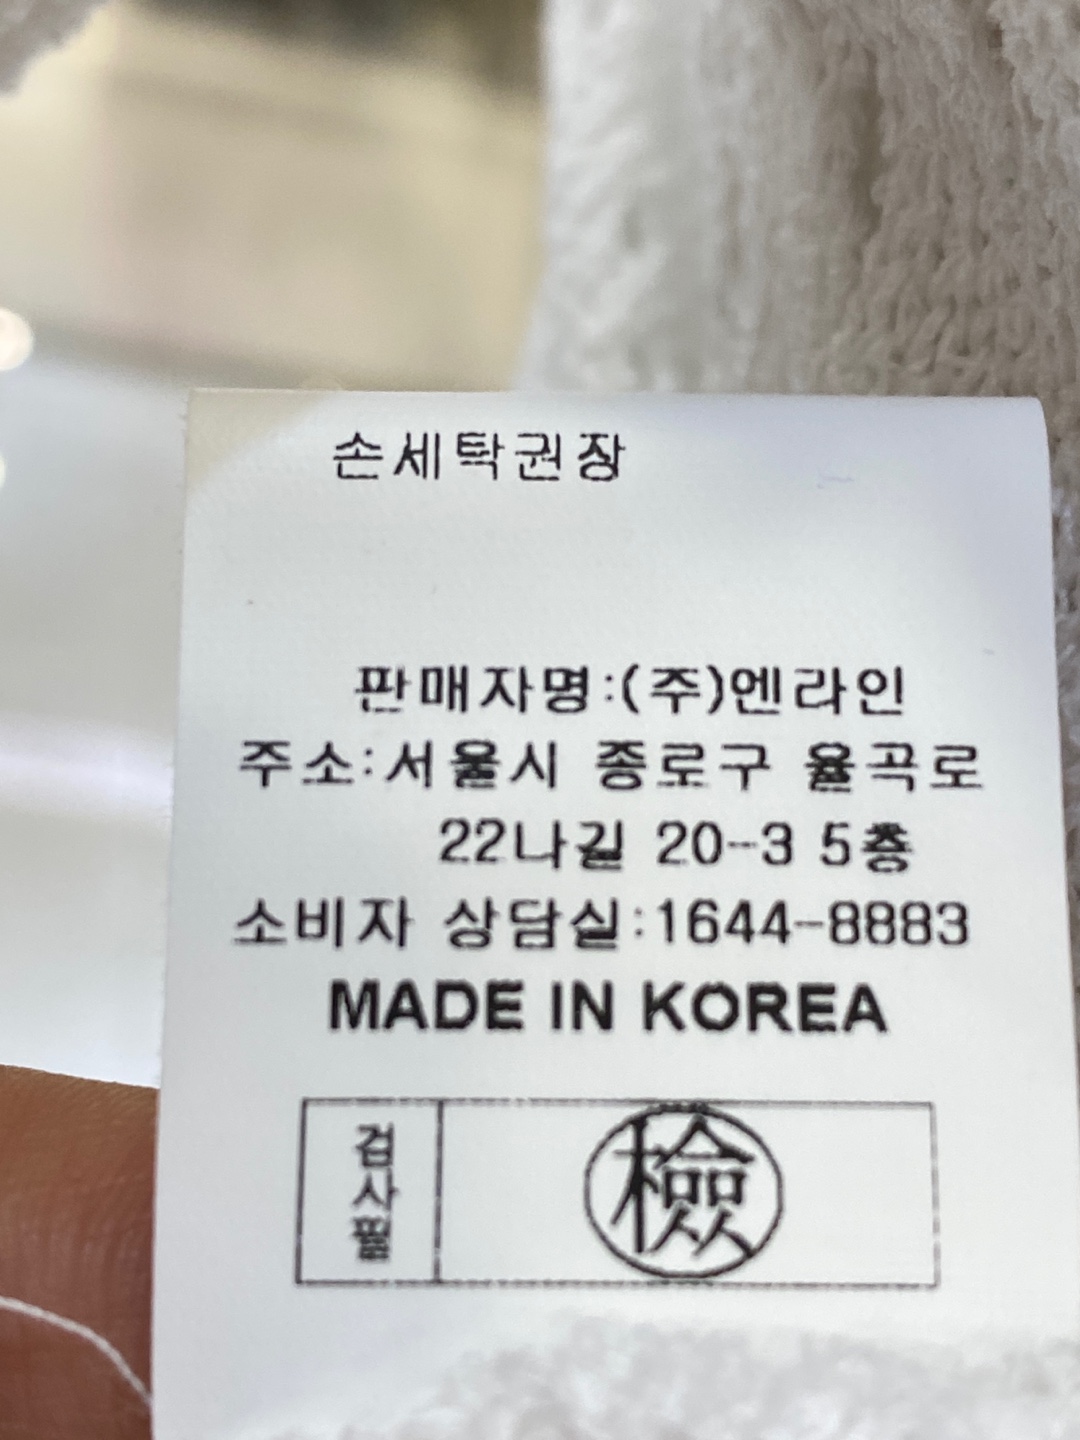 손세탁권장
판매자명:(주)엔라인
주소:서울시 종로구 율곡로
22나길 20-3 5층
소비자 상담실:1644-8883
MADE IN KOREA
검사필
檢